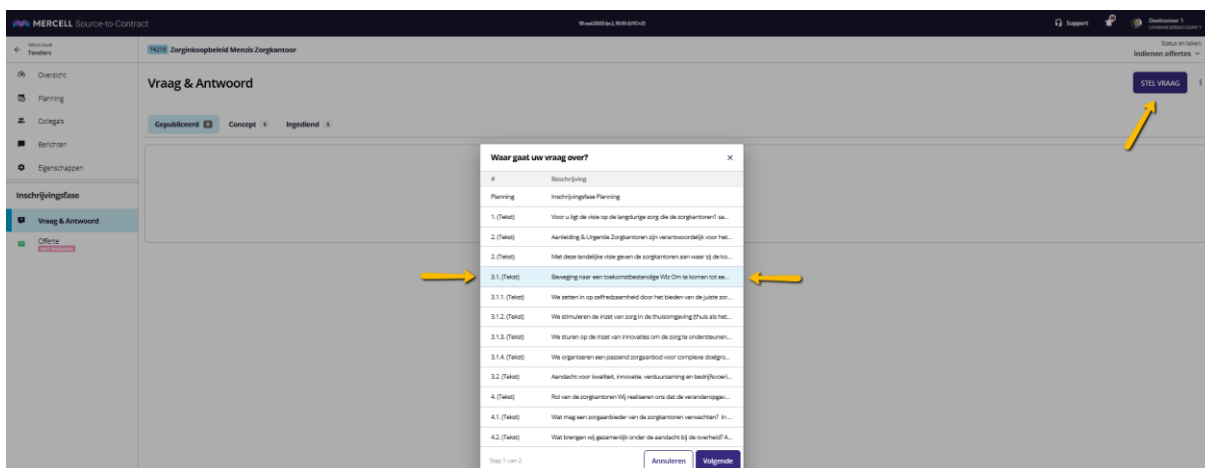 MERCELL Source-to-Contract
Support
Deelnemer 1
Tenders
T4218 Zorginkoopbeleid Menzis Zorgkantoor
Status en taken:
Indienen offertes
Overzicht
Planning
Collega's
Berichten
Eigenschappen
Inschrijvingsfase
Vraag & Antwoord
Offerte
Vraag & Antwoord
STEL VRAAG
Gepubliceerd 0 Concept 0 Ingediend 0
Waar gaat uw vraag over? ×
# Beschrijving
Planning Inschrijvingsfase Planning
1. (Tekst) Voor u ligt de visie op de langdurige zorg die de zorgkantoren1 sa...
2. (Tekst) Aanleiding & Urgentie Zorgkantoren zijn verantwoordelijk voor het...
2. (Tekst) Met deze landelijke visie geven de zorgkantoren aan waar zij de ko...
3.1. (Tekst) Beweging naar een toekomstbestendige Wlz Om te komen tot ee...
3.1.1. (Tekst) We zetten in op zelfredzaamheid door het bieden van de juiste zor...
3.1.2. (Tekst) We stimuleren de inzet van zorg in de thuisomgeving (thuis als het...
3.1.3. (Tekst) We sturen op de inzet van innovaties om de zorg te ondersteunen...
3.1.4. (Tekst) We organiseren een passend zorgaanbod voor complexe doelgro...
3.2. (Tekst) Aandacht voor kwaliteit, innovatie, verduurzaming en bedrijfsvoeri...
4. (Tekst) Rol van de zorgkantoren Wij realiseren ons dat de veranderopgav...
4.1. (Tekst) Wat mag een zorgaanbieder van de zorgkantoren verwachten? In ...
4.2. (Tekst) Wat brengen wij gezamenlijk onder de aandacht bij de overheid? A...
Step 1 van 2
Annuleren Volgende